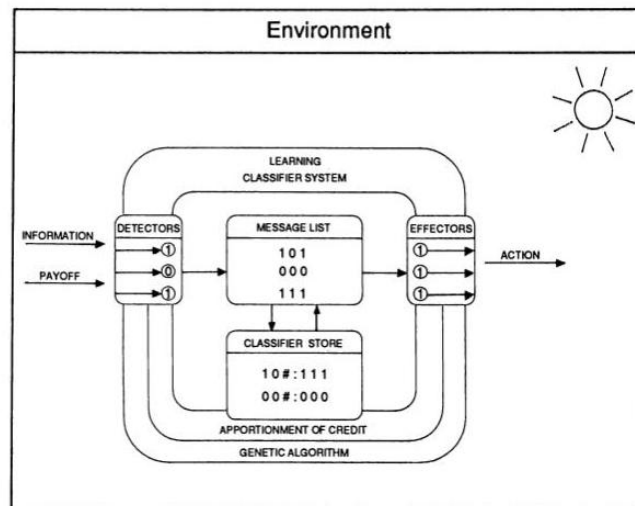 Environment
LEARNING
CLASSIFIER SYSTEM
INFORMATION
PAYOFF
DETECTORS
1
0
1
MESSAGE LIST
101
000
111
EFFECTORS
1
1
1
ACTION
CLASSIFIER STORE
10#:111
00#:000
APPORTIONMENT OF CREDIT
GENETIC ALGORITHM